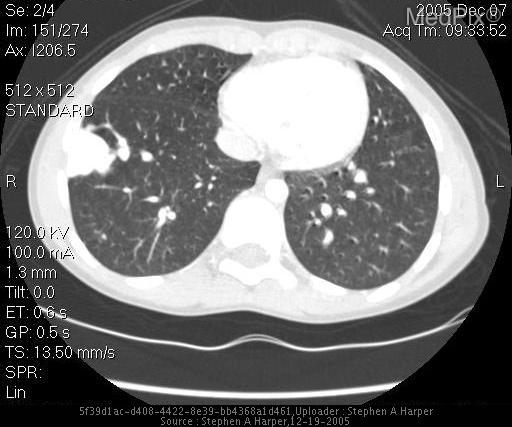 Se: 2/4
Im: 151/274
Ax: I206.5
2005 Dec 07
MedPix®
Acq Tm: 09:33:52
512 x 512
STANDARD
R
L
120.0 kV
100.0 mA
1.3 mm
Tilt: 0.0
ET: 0.6 s
GP: 0.5 s
TS: 13.50 mm/s
SPR:
Lin
5f39d1ac-d408-4422-8e39-bb4368a1d461,Uploader : Stephen A Harper
Source : Stephen A Harper,12-19-2005